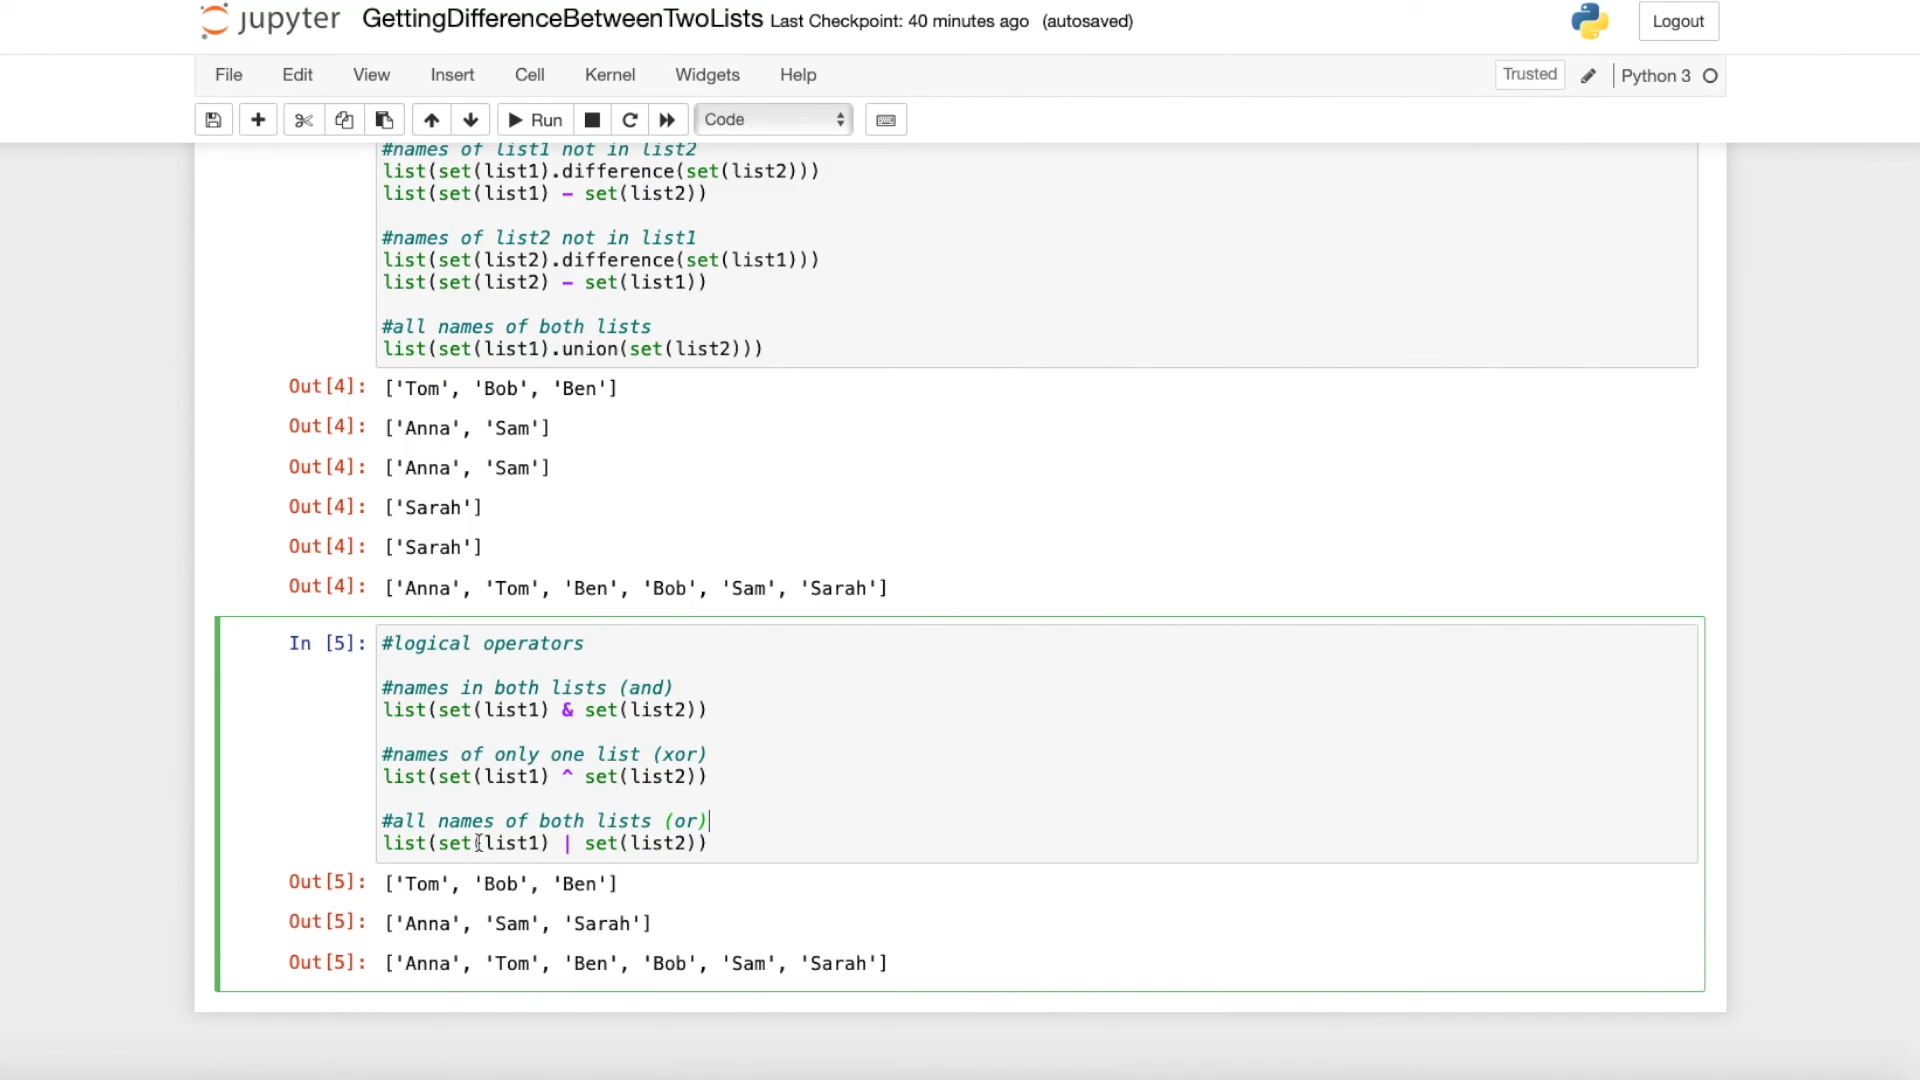 jupyter GettingDifferenceBetweenTwoLists Last Checkpoint: 40 minutes ago (autosaved) Logout
File Edit View Insert Cell Kernel Widgets Help Trusted Python 3
Run Code
#names of list1 not in list2
list(set(list1).difference(set(list2)))
list(set(list1) - set(list2))
#names of list2 not in list1
list(set(list2).difference(set(list1)))
list(set(list2) - set(list1))
#all names of both lists
list(set(list1).union(set(list2)))
Out[4]: ['Tom', 'Bob', 'Ben']
Out[4]: ['Anna', 'Sam']
Out[4]: ['Anna', 'Sam']
Out[4]: ['Sarah']
Out[4]: ['Sarah']
Out[4]: ['Anna', 'Tom', 'Ben', 'Bob', 'Sam', 'Sarah']
In [5]: #logical operators
#names in both lists (and)
list(set(list1) & set(list2))
#names of only one list (xor)
list(set(list1) ^ set(list2))
#all names of both lists (or)
list(set(list1) | set(list2))
Out[5]: ['Tom', 'Bob', 'Ben']
Out[5]: ['Anna', 'Sam', 'Sarah']
Out[5]: ['Anna', 'Tom', 'Ben', 'Bob', 'Sam', 'Sarah']